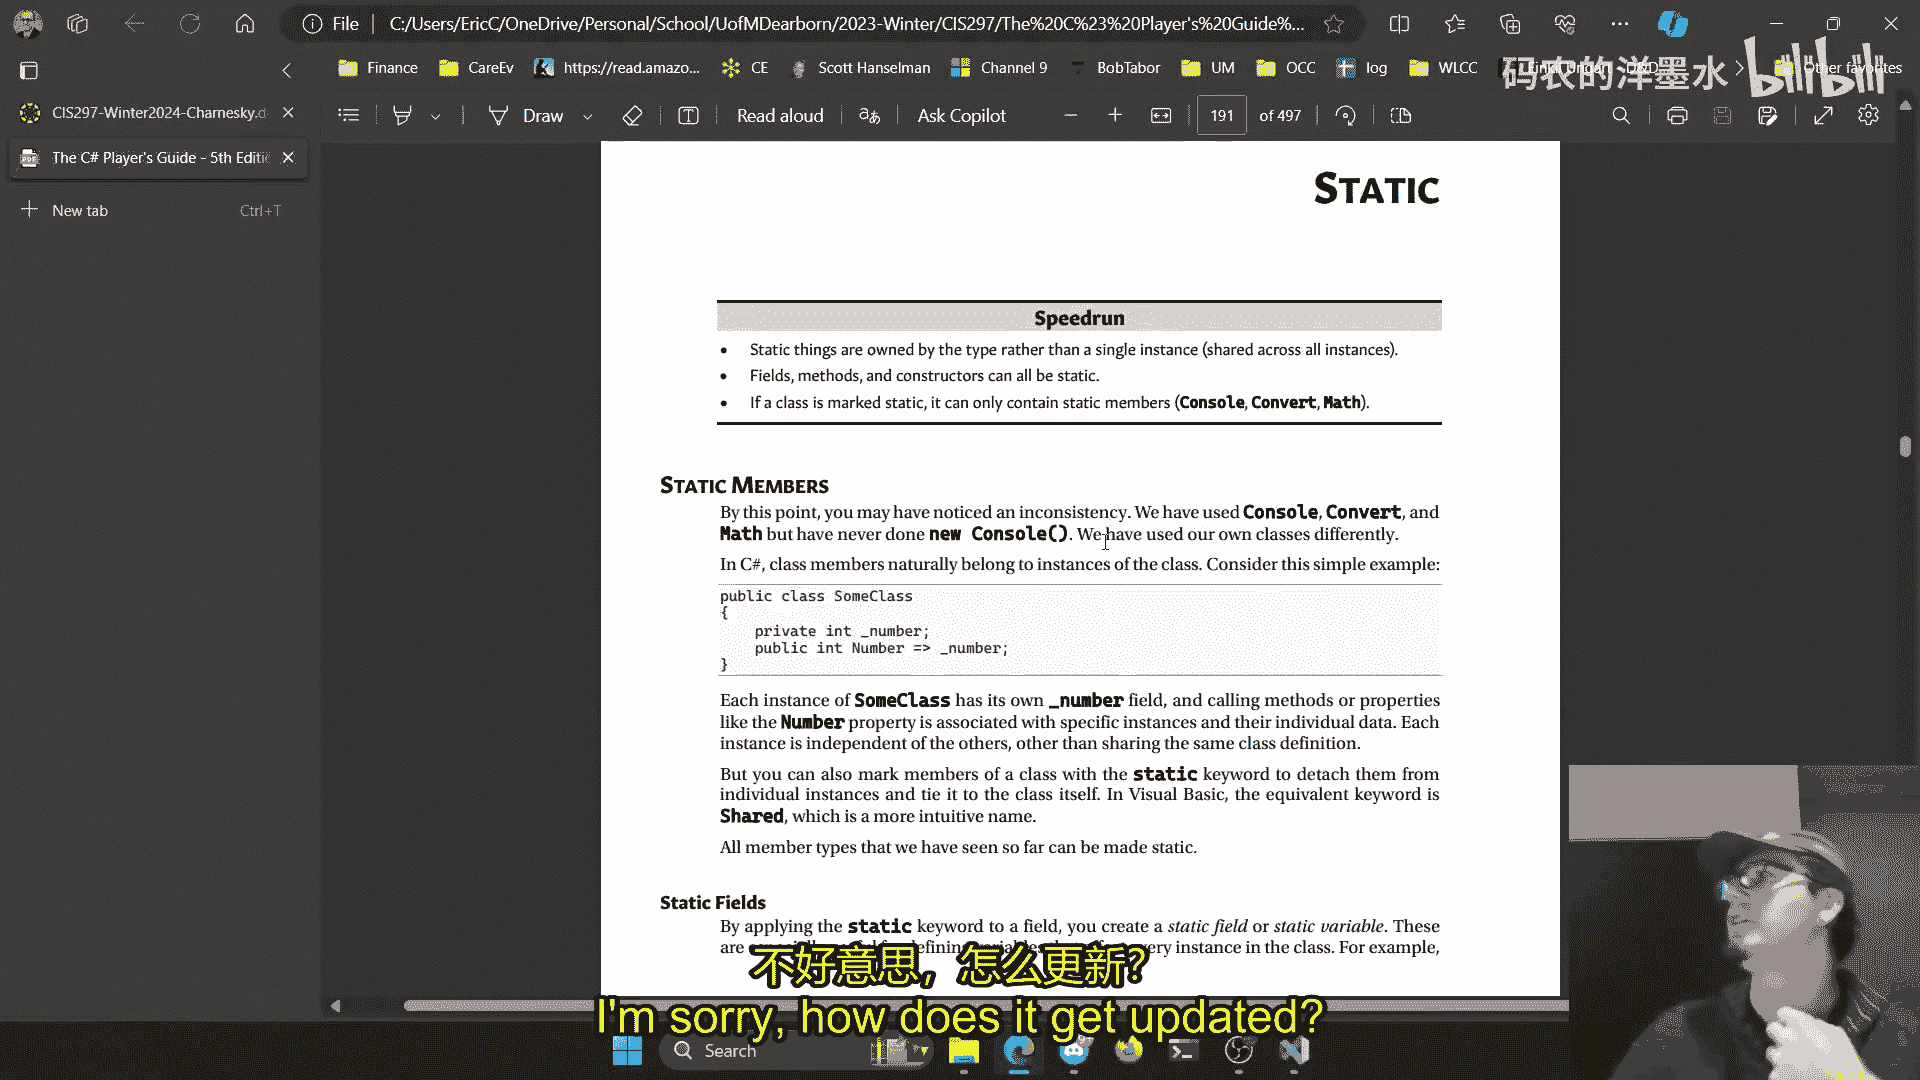 File
C:/Users/EricC/OneDrive/Personal/School/UofMDearborn/2023-Winter/CIS297/The%20C%23%20Player's%20Guide%...
Finance
CareEv
https://read.amazo...
CE
Scott Hanselman
Channel 9
BobTabor
UM
OCC
log
WLCC
Other favorites
码农的洋墨水
bilibili
CIS297-Winter2024-Charnesky.d
Draw
Read aloud
Ask Copilot
191 of 497
The C# Player's Guide - 5th Editic
New tab
Ctrl+T
STATIC
Speedrun
• Static things are owned by the type rather than a single instance (shared across all instances).
• Fields, methods, and constructors can all be static.
• If a class is marked static, it can only contain static members (Console, Convert, Math).
STATIC MEMBERS
By this point, you may have noticed an inconsistency. We have used Console, Convert, and
Math but have never done new Console(). We have used our own classes differently.
In C#, class members naturally belong to instances of the class. Consider this simple example:
public class SomeClass
{
private int _number;
public int Number => _number;
}
Each instance of SomeClass has its own _number field, and calling methods or properties
like the Number property is associated with specific instances and their individual data. Each
instance is independent of the others, other than sharing the same class definition.
But you can also mark members of a class with the static keyword to detach them from
individual instances and tie it to the class itself. In Visual Basic, the equivalent keyword is
Shared, which is a more intuitive name.
All member types that we have seen so far can be made static.
Static Fields
By applying the static keyword to a field, you create a static field or static variable. These
are very instance in the class. For example,
不好意思，怎么更新?
I'm sorry, how does it get updated?
Search